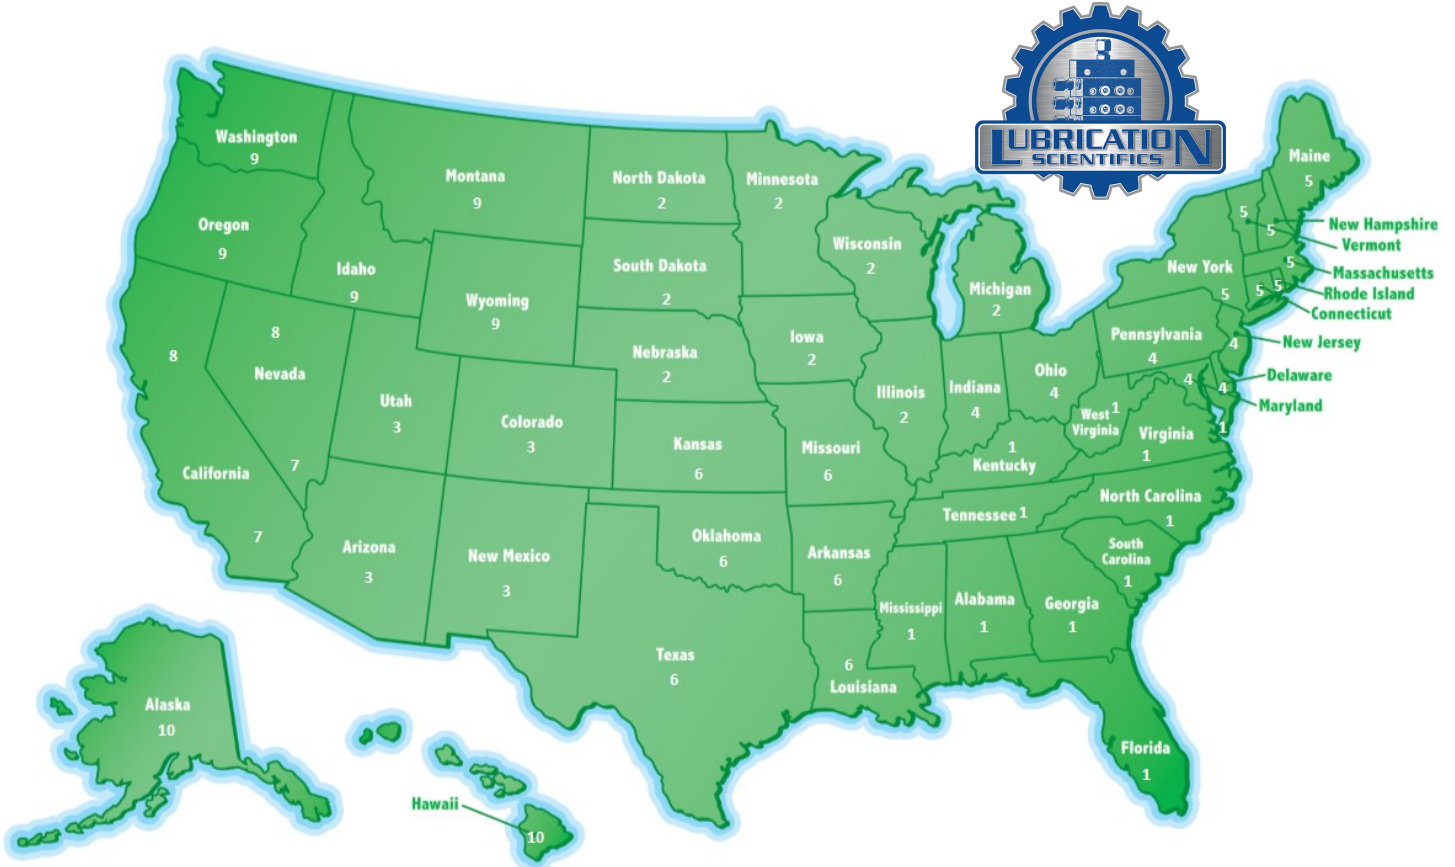 LUBRICATION
SCIENTIFICS
Washington
9
Oregon
9
Idaho
9
Montana
9
Wyoming
9
North Dakota
2
South Dakota
2
Nebraska
2
Minnesota
2
Wisconsin
2
Iowa
2
Michigan
2
Illinois
2
Indiana
4
Ohio
4
Pennsylvania
4
New York
5
Maine
5
5
New Hampshire
5
Vermont
5
Massachusetts
5
Rhode Island
5
Connecticut
4
New Jersey
4
Delaware
4
Maryland
1
8
8
Nevada
7
California
7
Utah
3
Colorado
3
Arizona
3
New Mexico
3
Kansas
6
Missouri
6
Oklahoma
6
Arkansas
6
Texas
6
6
Louisiana
West
Virginia
1
Virginia
1
1
Kentucky
Tennessee 1
North Carolina
1
South
Carolina
1
Mississippi
1
Alabama
1
Georgia
1
Florida
1
Alaska
10
Hawaii
10